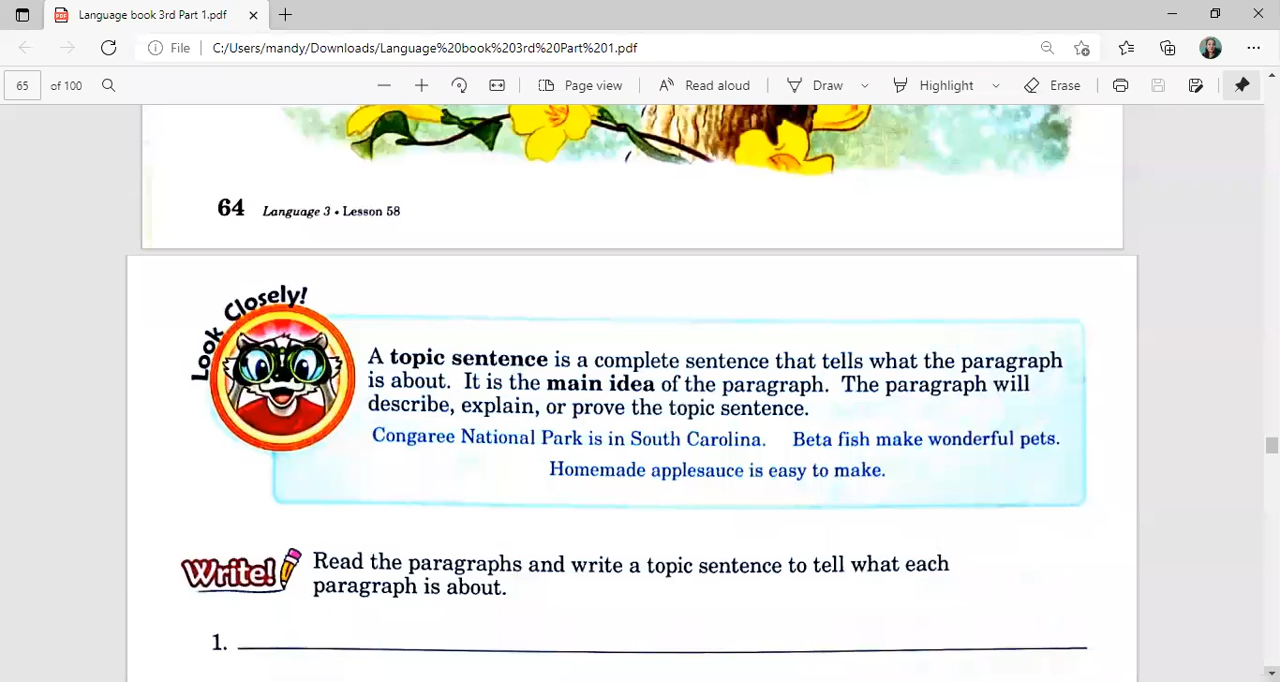 Language book 3rd Part 1.pdf
File C:/Users/mandy/Downloads/Language%20book%203rd%20Part%201.pdf
65 of 100 Page view Read aloud Draw Highlight Erase
64 Language 3 • Lesson 58
Look Closely!
A topic sentence is a complete sentence that tells what the paragraph
is about. It is the main idea of the paragraph. The paragraph will
describe, explain, or prove the topic sentence.
Congaree National Park is in South Carolina. Beta fish make wonderful pets.
Homemade applesauce is easy to make.
Write! Read the paragraphs and write a topic sentence to tell what each
paragraph is about.
1.